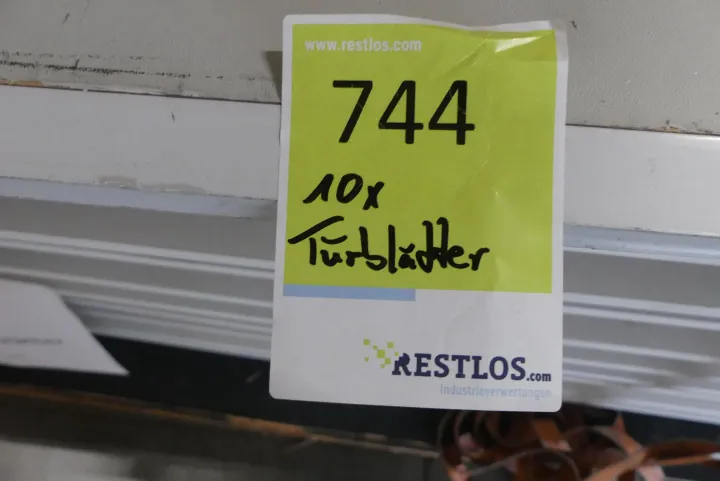 www.restlos.com
744
10x
Türblätter
RESTLOS.com
Industrieverwertungen